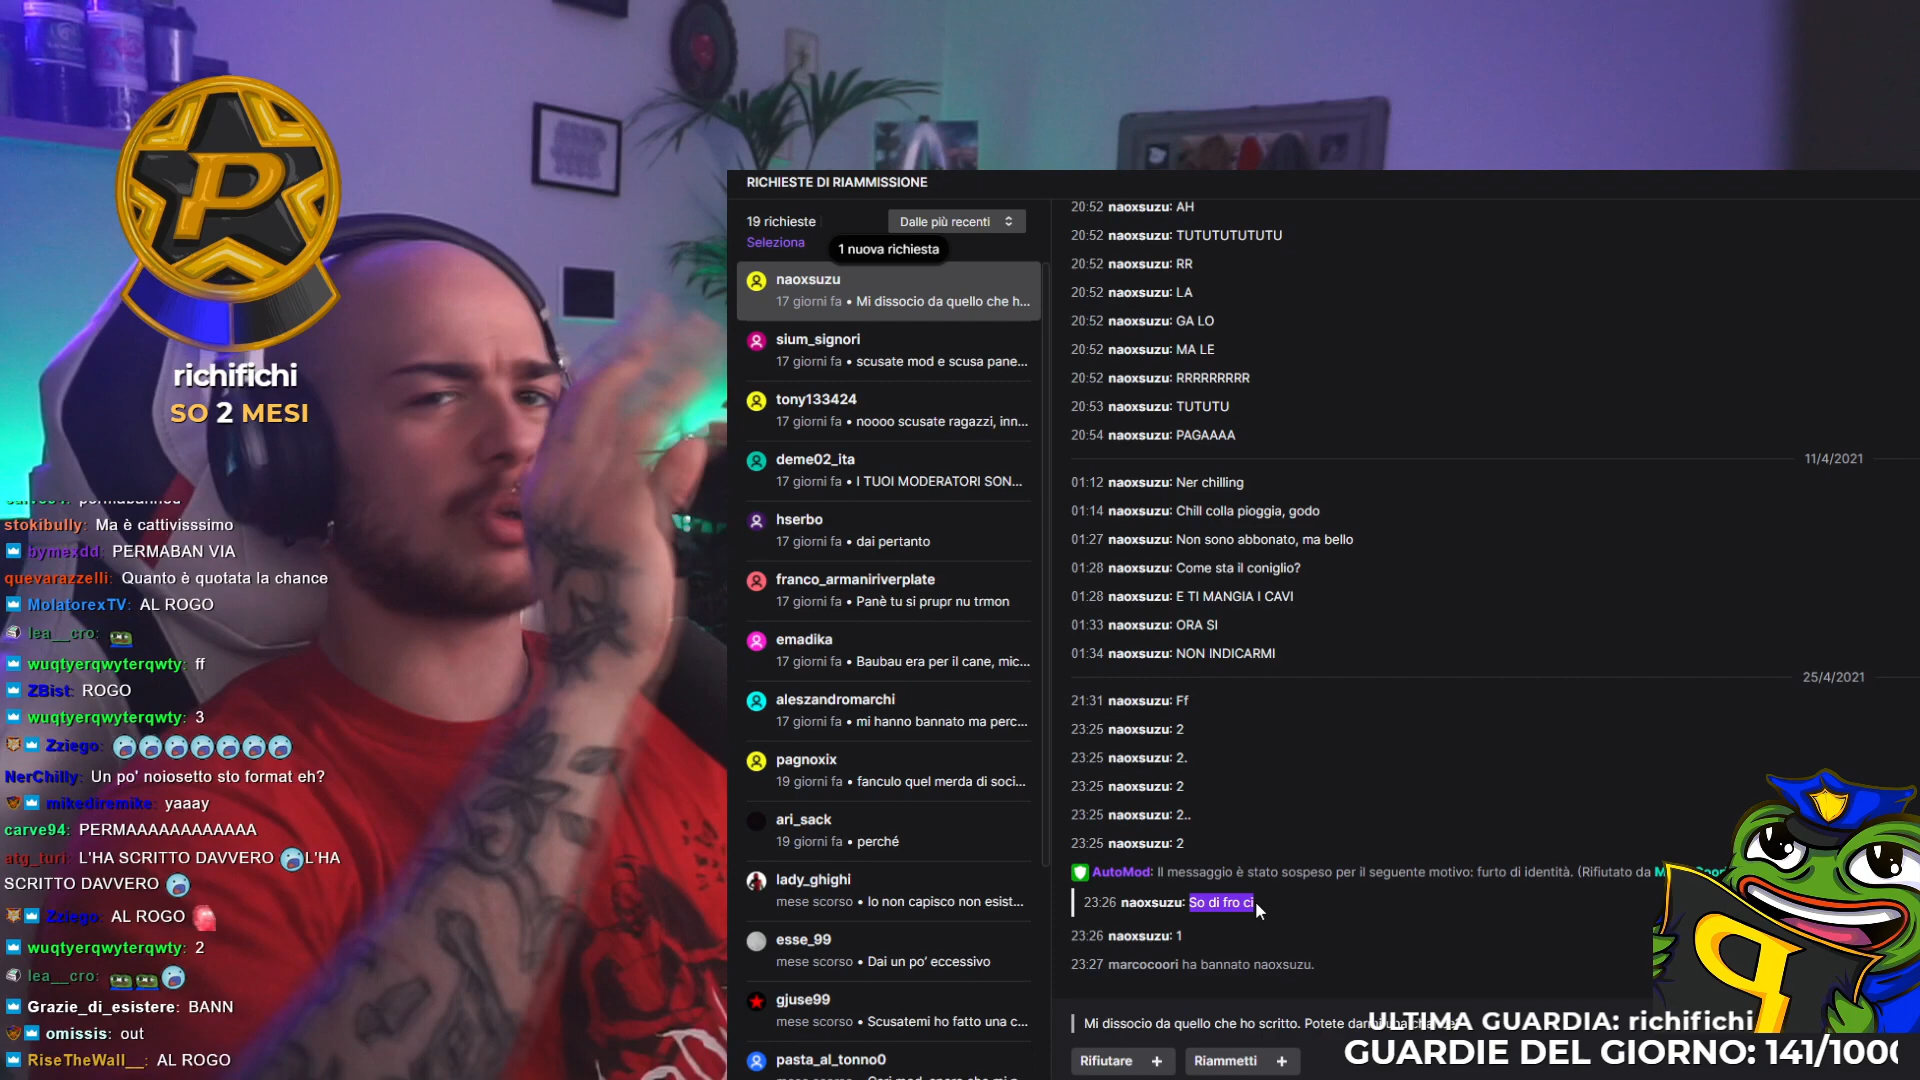 P
richifichi
SO 2 MESI
stokibully: Ma è cattivisssimo
bymexdd: PERMABAN VIA
quevarazzelli: Quanto è quotata la chance
MolatorexTV: AL ROGO
lea__cro:
wuqtyerqwyterqwty: ff
ZBist: ROGO
wuqtyerqwyterqwty: 3
Zziego:
NerChilly: Un po' noiosetto sto format eh?
mikediremike: yaaay
carve94: PERMAAAAAAAAAAAA
atg_turi: L'HA SCRITTO DAVVERO L'HA
SCRITTO DAVVERO
Zziego: AL ROGO
wuqtyerqwyterqwty: 2
lea__cro:
Grazie_di_esistere: BANN
omissis: out
RiseTheWall__: AL ROGO
RICHIESTE DI RIAMMISSIONE
19 richieste
Dalle più recenti
Seleziona
1 nuova richiesta
naoxsuzu
17 giorni fa • Mi dissocio da quello che h...
sium_signori
17 giorni fa • scusate mod e scusa pane...
tony133424
17 giorni fa • noooo scusate ragazzi, inn...
deme02_ita
17 giorni fa • I TUOI MODERATORI SON...
hserbo
17 giorni fa • dai pertanto
franco_armaniriverplate
17 giorni fa • Panè tu si prupr nu trmon
emadika
17 giorni fa • Baubau era per il cane, mic...
aleszandromarchi
17 giorni fa • mi hanno bannato ma perc...
pagnoxix
19 giorni fa • fanculo quel merda di soci...
ari_sack
19 giorni fa • perché
lady_ghighi
mese scorso • Io non capisco non esist...
esse_99
mese scorso • Dai un po' eccessivo
gjuse99
mese scorso • Scusatemi ho fatto una c...
pasta_al_tonno0
20:52 naoxsuzu: AH
20:52 naoxsuzu: TUTUTUTUTUTU
20:52 naoxsuzu: RR
20:52 naoxsuzu: LA
20:52 naoxsuzu: GA LO
20:52 naoxsuzu: MA LE
20:52 naoxsuzu: RRRRRRRRR
20:53 naoxsuzu: TUTUTU
20:54 naoxsuzu: PAGAAAA
11/4/2021
01:12 naoxsuzu: Ner chilling
01:14 naoxsuzu: Chill colla pioggia, godo
01:27 naoxsuzu: Non sono abbonato, ma bello
01:28 naoxsuzu: Come sta il coniglio?
01:28 naoxsuzu: E TI MANGIA I CAVI
01:33 naoxsuzu: ORA SI
01:34 naoxsuzu: NON INDICARMI
25/4/2021
21:31 naoxsuzu: Ff
23:25 naoxsuzu: 2
23:25 naoxsuzu: 2.
23:25 naoxsuzu: 2
23:25 naoxsuzu: 2..
23:25 naoxsuzu: 2
AutoMod: Il messaggio è stato sospeso per il seguente motivo: furto di identità. (Rifiutato da
23:26 naoxsuzu: So di fro ci
23:26 naoxsuzu: 1
23:27 marcocoori ha bannato naoxsuzu.
Mi dissocio da quello che ho scritto. Potete
Rifiutare +
Riammetti +
P
ULTIMA GUARDIA: richifichi
GUARDIE DEL GIORNO: 141/1000